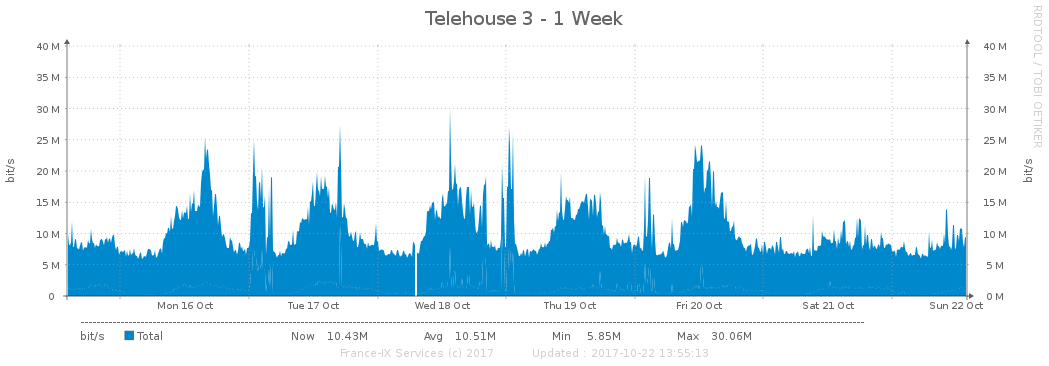 Telehouse 3 - 1 Week
RRDTOOL / TOBI OETIKER
bit/s
40 M 40 M
35 M 35 M
30 M 30 M
25 M 25 M
20 M 20 M
15 M 15 M
10 M 10 M
5 M 5 M
0 0 M
bit/s
Mon 16 Oct Tue 17 Oct Wed 18 Oct Thu 19 Oct Fri 20 Oct Sat 21 Oct Sun 22 Oct
bit/s Total Now 10.43M Avg 10.51M Min 5.85M Max 30.06M
France-IX Services (c) 2017 Updated : 2017-10-22 13:55:13